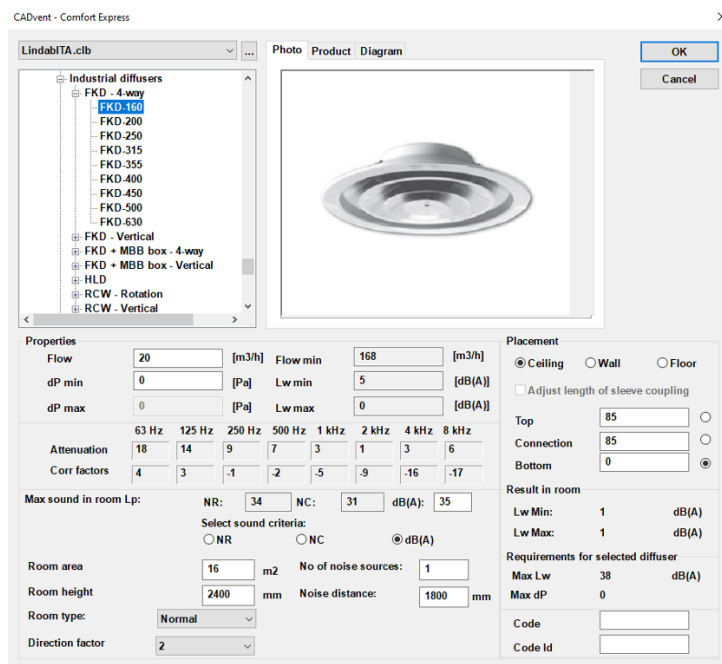 CADvent - Comfort Express
LindabITA.clb
...
Photo Product Diagram
OK
Cancel
Industrial diffusers
FKD - 4-way
FKD-160
FKD-200
FKD-250
FKD-315
FKD-355
FKD-400
FKD-450
FKD-500
FKD-630
FKD - Vertical
FKD + MBB box - 4-way
FKD + MBB box - Vertical
HLD
RCW - Rotation
RCW - Vertical
Properties
Flow 20 [m3/h] Flow min 168 [m3/h]
dP min 0 [Pa] Lw min 5 [dB(A)]
dP max 0 [Pa] Lw max 0 [dB(A)]
63 Hz 125 Hz 250 Hz 500 Hz 1 kHz 2 kHz 4 kHz 8 kHz
Attenuation 18 14 9 7 3 1 3 6
Corr factors 4 3 -1 -2 -5 -9 -16 -17
Max sound in room Lp: NR: 34 NC: 31 dB(A): 35
Select sound criteria:
NR NC dB(A)
Room area 16 m2 No of noise sources: 1
Room height 2400 mm Noise distance: 1800 mm
Room type: Normal
Direction factor 2
Placement
Ceiling Wall Floor
Adjust length of sleeve coupling
Top 85
Connection 85
Bottom 0
Result in room
Lw Min: 1 dB(A)
Lw Max: 1 dB(A)
Requirements for selected diffuser
Max Lw 38 dB(A)
Max dP 0
Code
Code Id